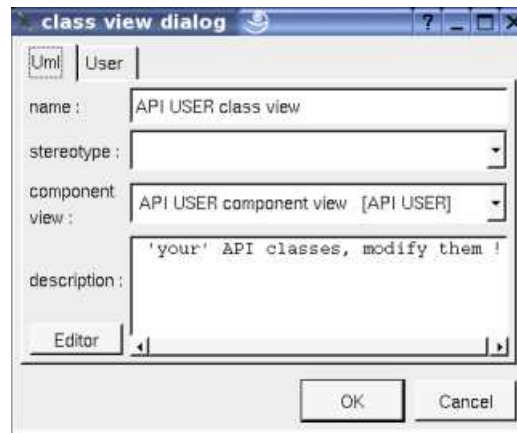 class view dialog ?
Uml User
name : API USER class view
stereotype :
component view : API USER component view [API USER]
'your' API classes, modify them !
description :
Editor
OK Cancel